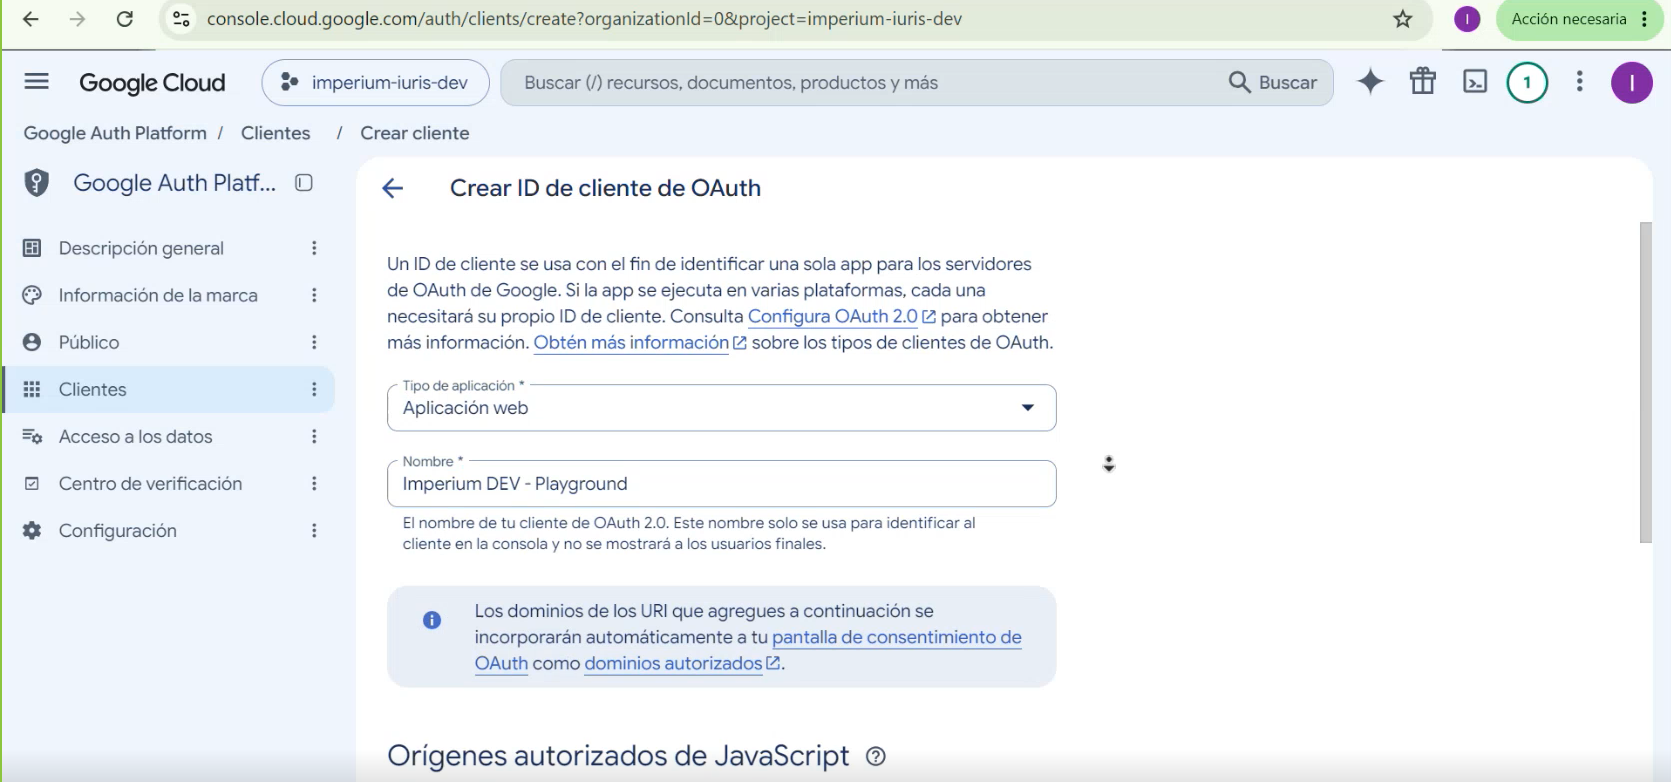 console.cloud.google.com/auth/clients/create?organizationId=0&project=imperium-iuris-dev
I
Acción necesaria
Google Cloud
imperium-iuris-dev
Buscar (/) recursos, documentos, productos y más
Buscar
1
I
Google Auth Platform / Clientes / Crear cliente
Google Auth Platf...
Descripción general
Información de la marca
Público
Clientes
Acceso a los datos
Centro de verificación
Configuración
Crear ID de cliente de OAuth
Un ID de cliente se usa con el fin de identificar una sola app para los servidores
de OAuth de Google. Si la app se ejecuta en varias plataformas, cada una
necesitará su propio ID de cliente. Consulta Configura OAuth 2.0 para obtener
más información. Obtén más información sobre los tipos de clientes de OAuth.
Tipo de aplicación *
Aplicación web
Nombre *
Imperium DEV - Playground
El nombre de tu cliente de OAuth 2.0. Este nombre solo se usa para identificar al
cliente en la consola y no se mostrará a los usuarios finales.
Los dominios de los URI que agregues a continuación se
incorporarán automáticamente a tu pantalla de consentimiento de
OAuth como dominios autorizados.
Orígenes autorizados de JavaScript